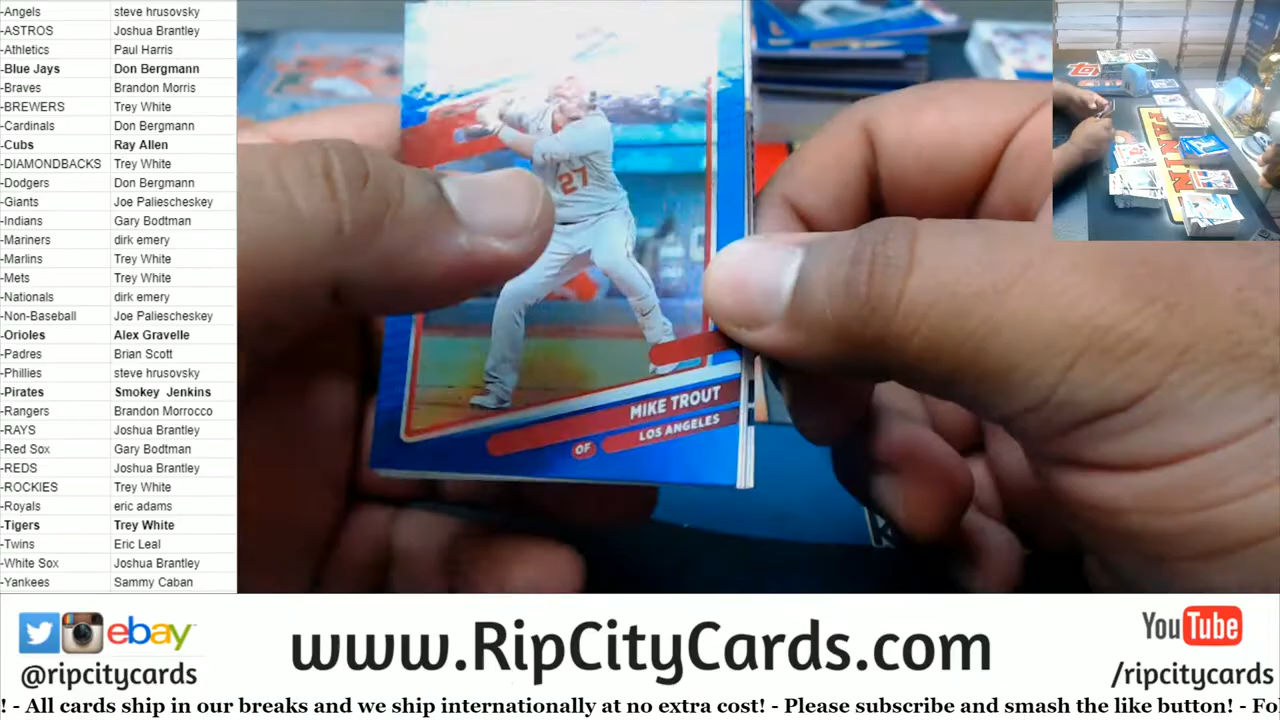 -Angels steve hrusovsky
-ASTROS Joshua Brantley
-Athletics Paul Harris
-Blue Jays Don Bergmann
-Braves Brandon Morris
-BREWERS Trey White
-Cardinals Don Bergmann
-Cubs Ray Allen
-DIAMONDBACKS Trey White
-Dodgers Don Bergmann
-Giants Joe Paliescheskey
-Indians Gary Bodtman
-Mariners dirk emery
-Marlins Trey White
-Mets Trey White
-Nationals dirk emery
-Non-Baseball Joe Paliescheskey
-Orioles Alex Gravelle
-Padres Brian Scott
-Phillies steve hrusovsky
-Pirates Smokey Jenkins
-Rangers Brandon Morrocco
-RAYS Joshua Brantley
-Red Sox Gary Bodtman
-REDS Joshua Brantley
-ROCKIES Trey White
-Royals eric adams
-Tigers Trey White
-Twins Eric Leal
-White Sox Joshua Brantley
-Yankees Sammy Caban
27
MIKE TROUT
OF LOS ANGELES
PANINI
ebay
@ripcitycards
www.RipCityCards.com
YouTube
/ripcitycards
! - All cards ship in our breaks and we ship internationally at no extra cost! - Please subscribe and smash the like button! - Fo